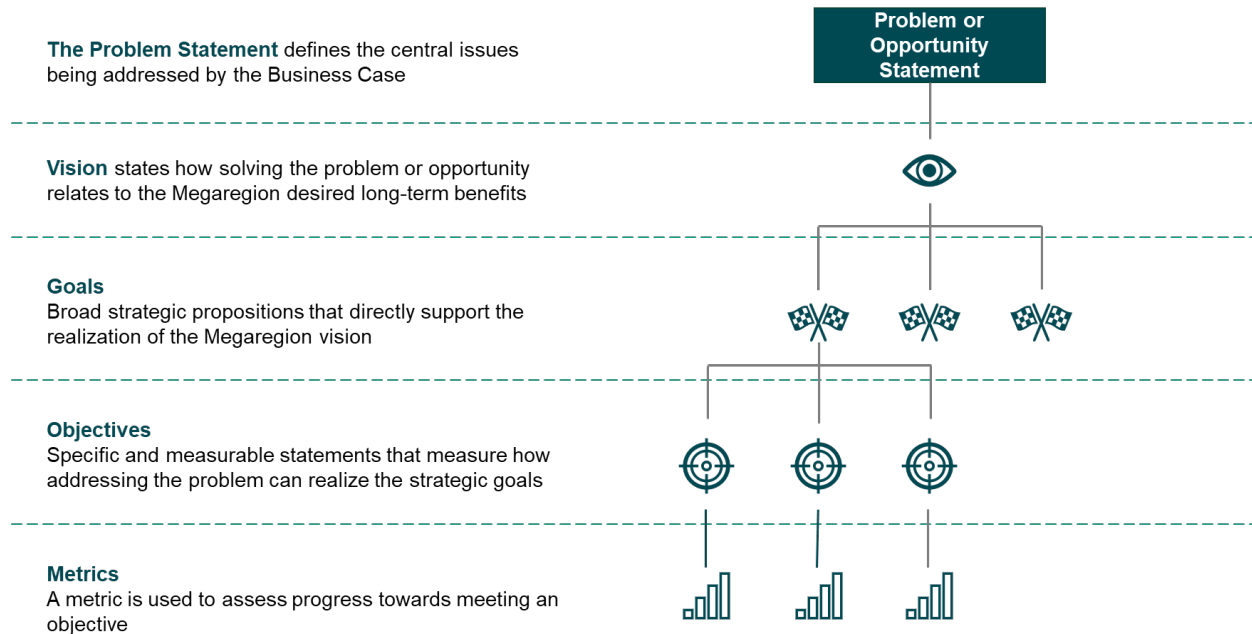 The Problem Statement defines the central issues
being addressed by the Business Case
Problem or
Opportunity
Statement
Vision states how solving the problem or opportunity
relates to the Megaregion desired long-term benefits
Goals
Broad strategic propositions that directly support the
realization of the Megaregion vision
Objectives
Specific and measurable statements that measure how
addressing the problem can realize the strategic goals
Metrics
A metric is used to assess progress towards meeting an
objective